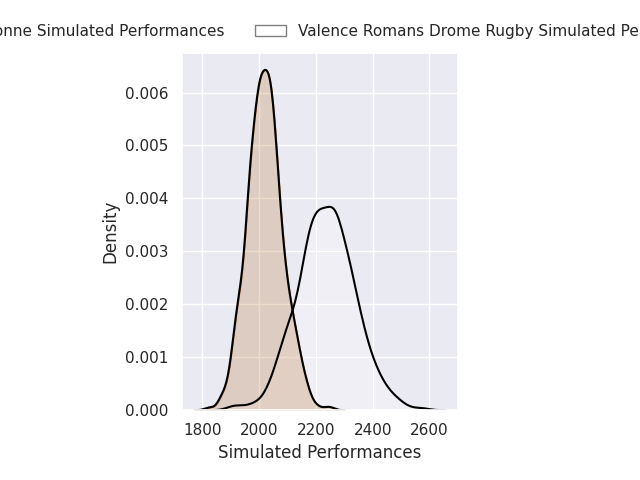 onne Simulated Performances
Valence Romans Drome Rugby Simulated Pe
0.006
0.005
0.004
0.003
0.002
0.001
0.000
Density
1800 2000 2200 2400 2600
Simulated Performances